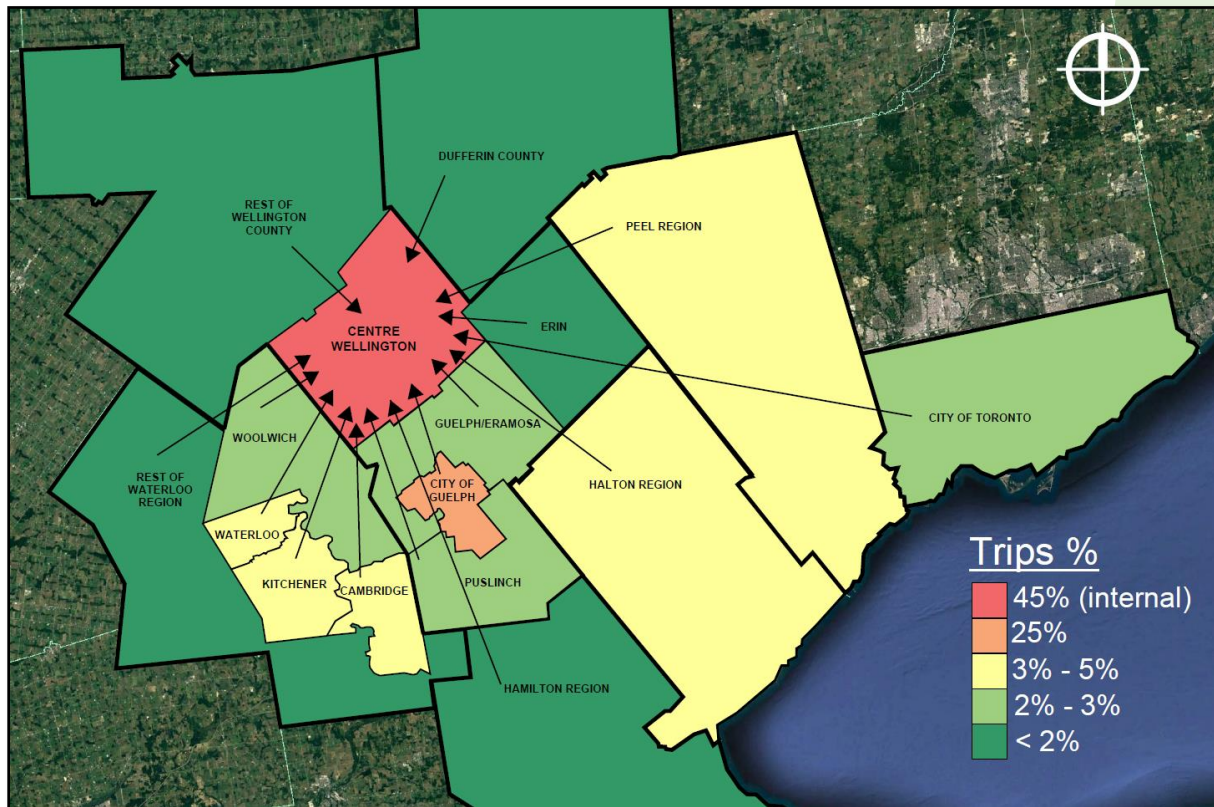 DUFFERIN COUNTY
REST OF
WELLINGTON
COUNTY
PEEL REGION
ERIN
CENTRE
WELLINGTON
CITY OF TORONTO
GUELPH/ERAMOSA
WOOLWICH
REST OF
WATERLOO
REGION
CITY OF
GUELPH
HALTON REGION
WATERLOO
KITCHENER
CAMBRIDGE
PUSLINCH
HAMILTON REGION
Trips %
45% (internal)
25%
3% - 5%
2% - 3%
< 2%